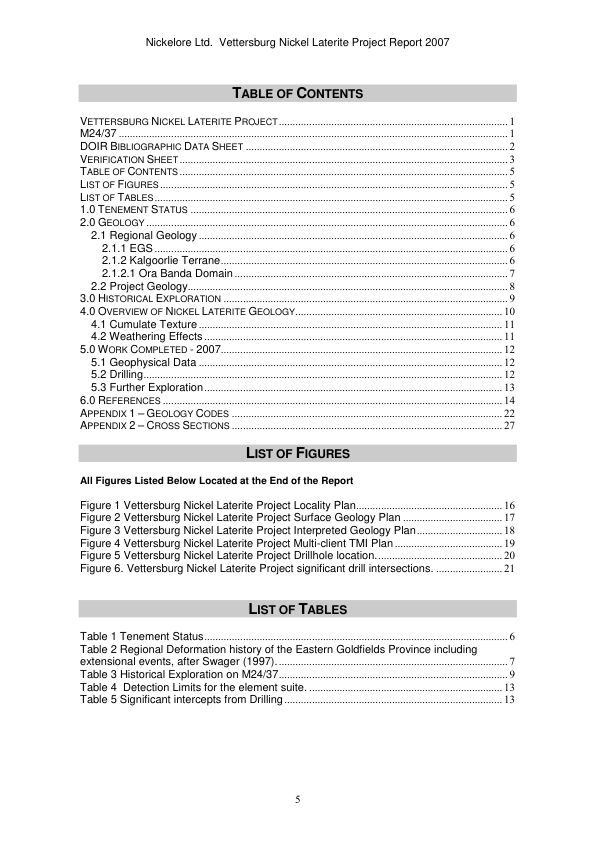 Nickelore Ltd.  Vettersburg Nickel Laterite Project Report 2007
TABLE OF CONTENTS
VETTERSBURG NICKEL LATERITE PROJECT ........ 1
M24/37 ........ 1
DOIR BIBLIOGRAPHIC DATA SHEET ........ 2
VERIFICATION SHEET ........ 3
TABLE OF CONTENTS ........ 5
LIST OF FIGURES ........ 5
LIST OF TABLES ........ 5
1.0 TENEMENT STATUS ........ 6
2.0 GEOLOGY ........ 6
2.1 Regional Geology ........ 6
2.1.1 EGS ........ 6
2.1.2 Kalgoorlie Terrane ........ 6
2.1.2.1 Ora Banda Domain ........ 7
2.2 Project Geology ........ 8
3.0 HISTORICAL EXPLORATION ........ 9
4.0 OVERVIEW OF NICKEL LATERITE GEOLOGY ........ 10
4.1 Cumulate Texture ........ 11
4.2 Weathering Effects ........ 11
5.0 WORK COMPLETED - 2007 ........ 12
5.1 Geophysical Data ........ 12
5.2 Drilling ........ 12
5.3 Further Exploration ........ 13
6.0 REFERENCES ........ 14
APPENDIX 1 – GEOLOGY CODES ........ 22
APPENDIX 2 – CROSS SECTIONS ........ 27
LIST OF FIGURES
All Figures Listed Below Located at the End of the Report
Figure 1 Vettersburg Nickel Laterite Project Locality Plan ........ 16
Figure 2 Vettersburg Nickel Laterite Project Surface Geology Plan ........ 17
Figure 3 Vettersburg Nickel Laterite Project Interpreted Geology Plan ........ 18
Figure 4 Vettersburg Nickel Laterite Project Multi-client TMI Plan ........ 19
Figure 5 Vettersburg Nickel Laterite Project Drillhole location. ........ 20
Figure 6. Vettersburg Nickel Laterite Project significant drill intersections. ........ 21
LIST OF TABLES
Table 1 Tenement Status ........ 6
Table 2 Regional Deformation history of the Eastern Goldfields Province including
extensional events, after Swager (1997). ........ 7
Table 3 Historical Exploration on M24/37 ........ 9
Table 4  Detection Limits for the element suite. ........ 13
Table 5 Significant intercepts from Drilling ........ 13
5